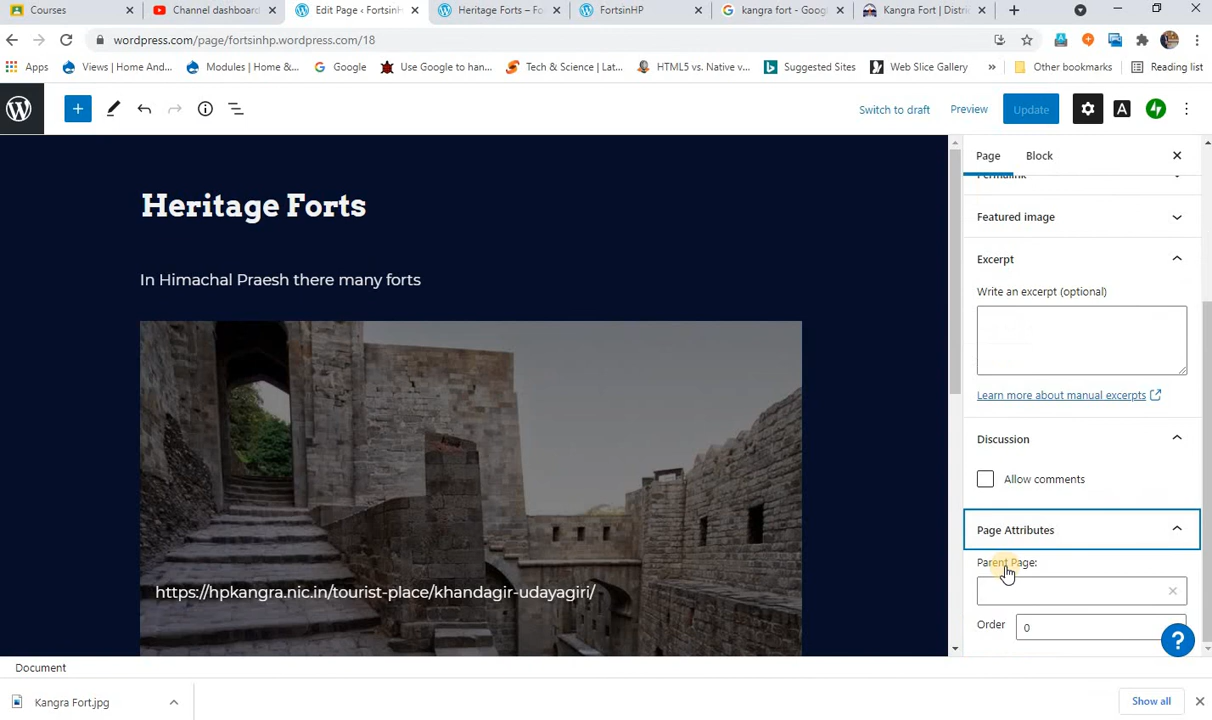 Courses
Channel dashboard
Edit Page ‹ FortsinH
Heritage Forts – Fo
FortsinHP
kangra fort - Goog
Kangra Fort | Distri
wordpress.com/page/fortsinhp.wordpress.com/18
Apps
Views | Home And...
Modules | Home &...
Google
Use Google to han...
Tech & Science | Lat...
HTML5 vs. Native v...
Suggested Sites
Web Slice Gallery
»
Other bookmarks
Reading list
Switch to draft
Preview
Update
A
Page
Block
Permalink
Heritage Forts
Featured image
In Himachal Praesh there many forts
Excerpt
Write an excerpt (optional)
Learn more about manual excerpts
Discussion
Allow comments
Page Attributes
Parent Page:
https://hpkangra.nic.in/tourist-place/khandagir-udayagiri/
Order
0
?
Document
Kangra Fort.jpg
Show all